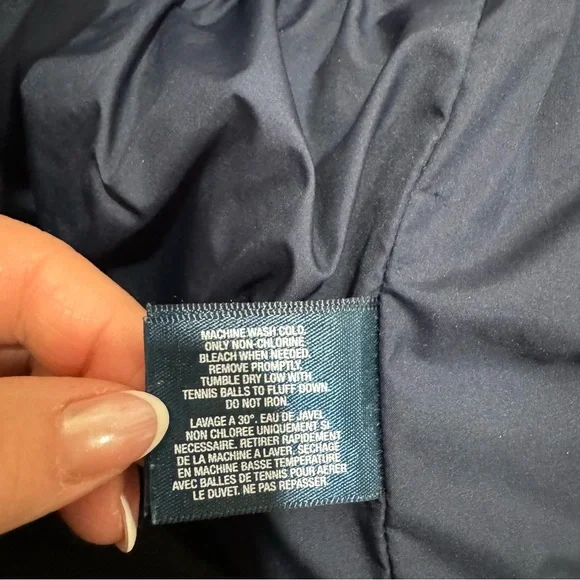 MACHINE WASH COLD.
ONLY NON-CHLORINE
BLEACH WHEN NEEDED.
REMOVE PROMPTLY.
TUMBLE DRY LOW WITH
TENNIS BALLS TO FLUFF DOWN.
DO NOT IRON.
LAVAGE A 30°. EAU DE JAVEL
NON CHLOREE UNIQUEMENT SI
NECESSAIRE. RETIRER RAPIDEMENT
DE LA MACHINE A LAVER. SECHAGE
EN MACHINE BASSE TEMPERATURE
AVEC BALLES DE TENNIS POUR AERER
LE DUVET. NE PAS REPASSER.